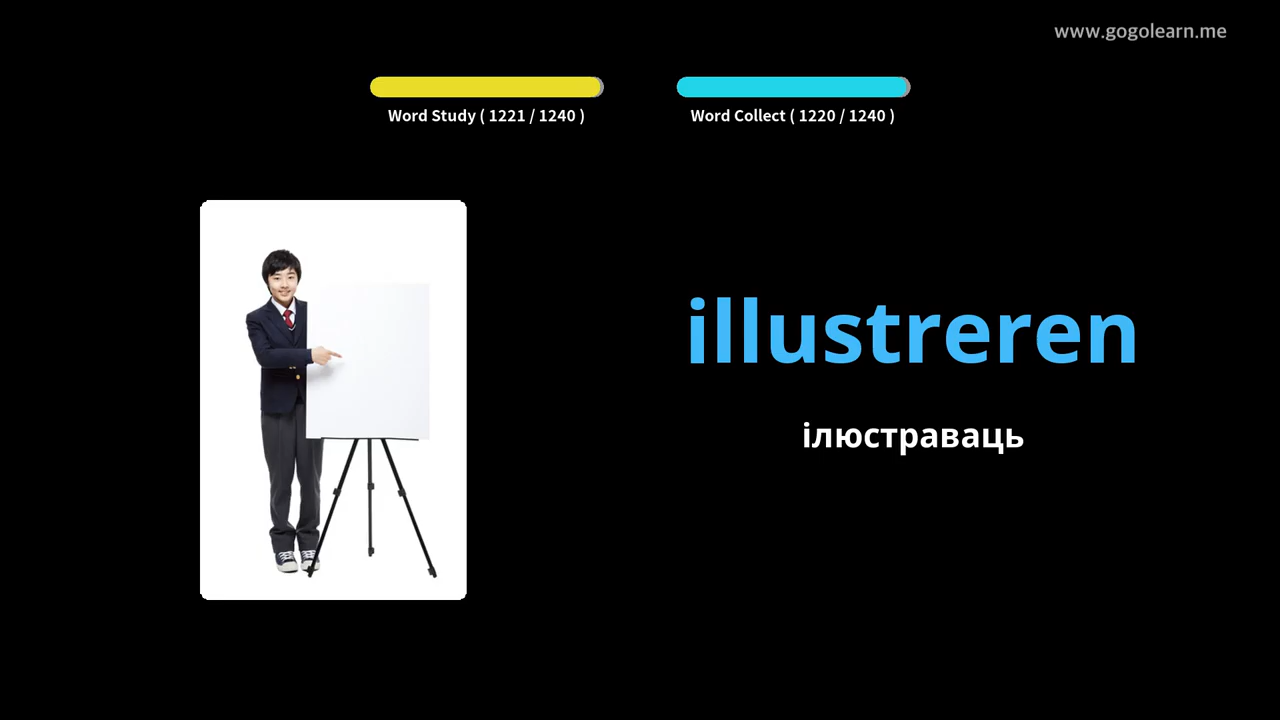 www.gogolearn.me
Word Study ( 1221 / 1240 )
Word Collect ( 1220 / 1240 )
illustreren
ілюстраваць